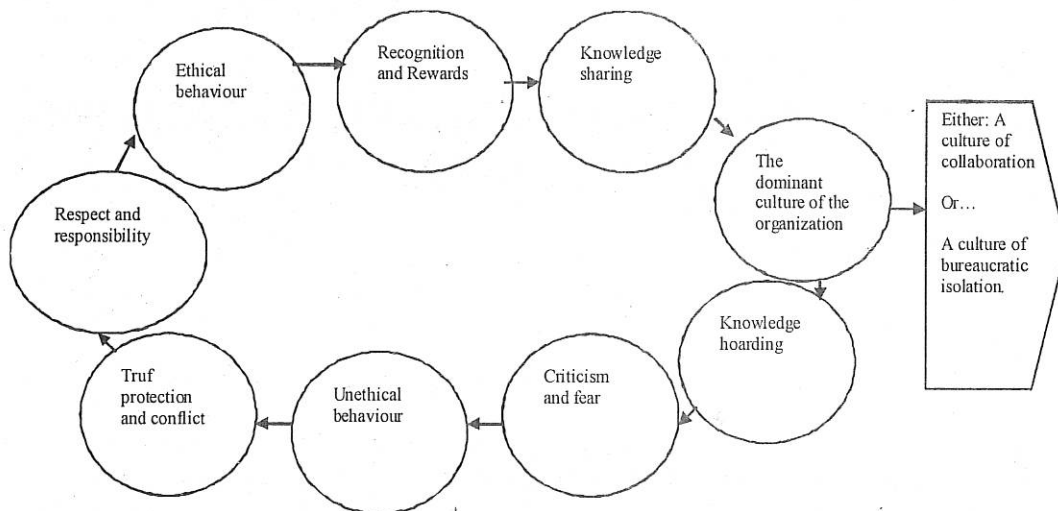 Ethical
behaviour
Recognition
and Rewards
Knowledge
sharing
The
dominant
culture of the
organization
Either: A
culture of
collaboration
Or...
A culture of
bureaucratic
isolation.
Respect and
responsibility
Knowledge
hoarding
Criticism
and fear
Unethical
behaviour
Truf
protection
and conflict